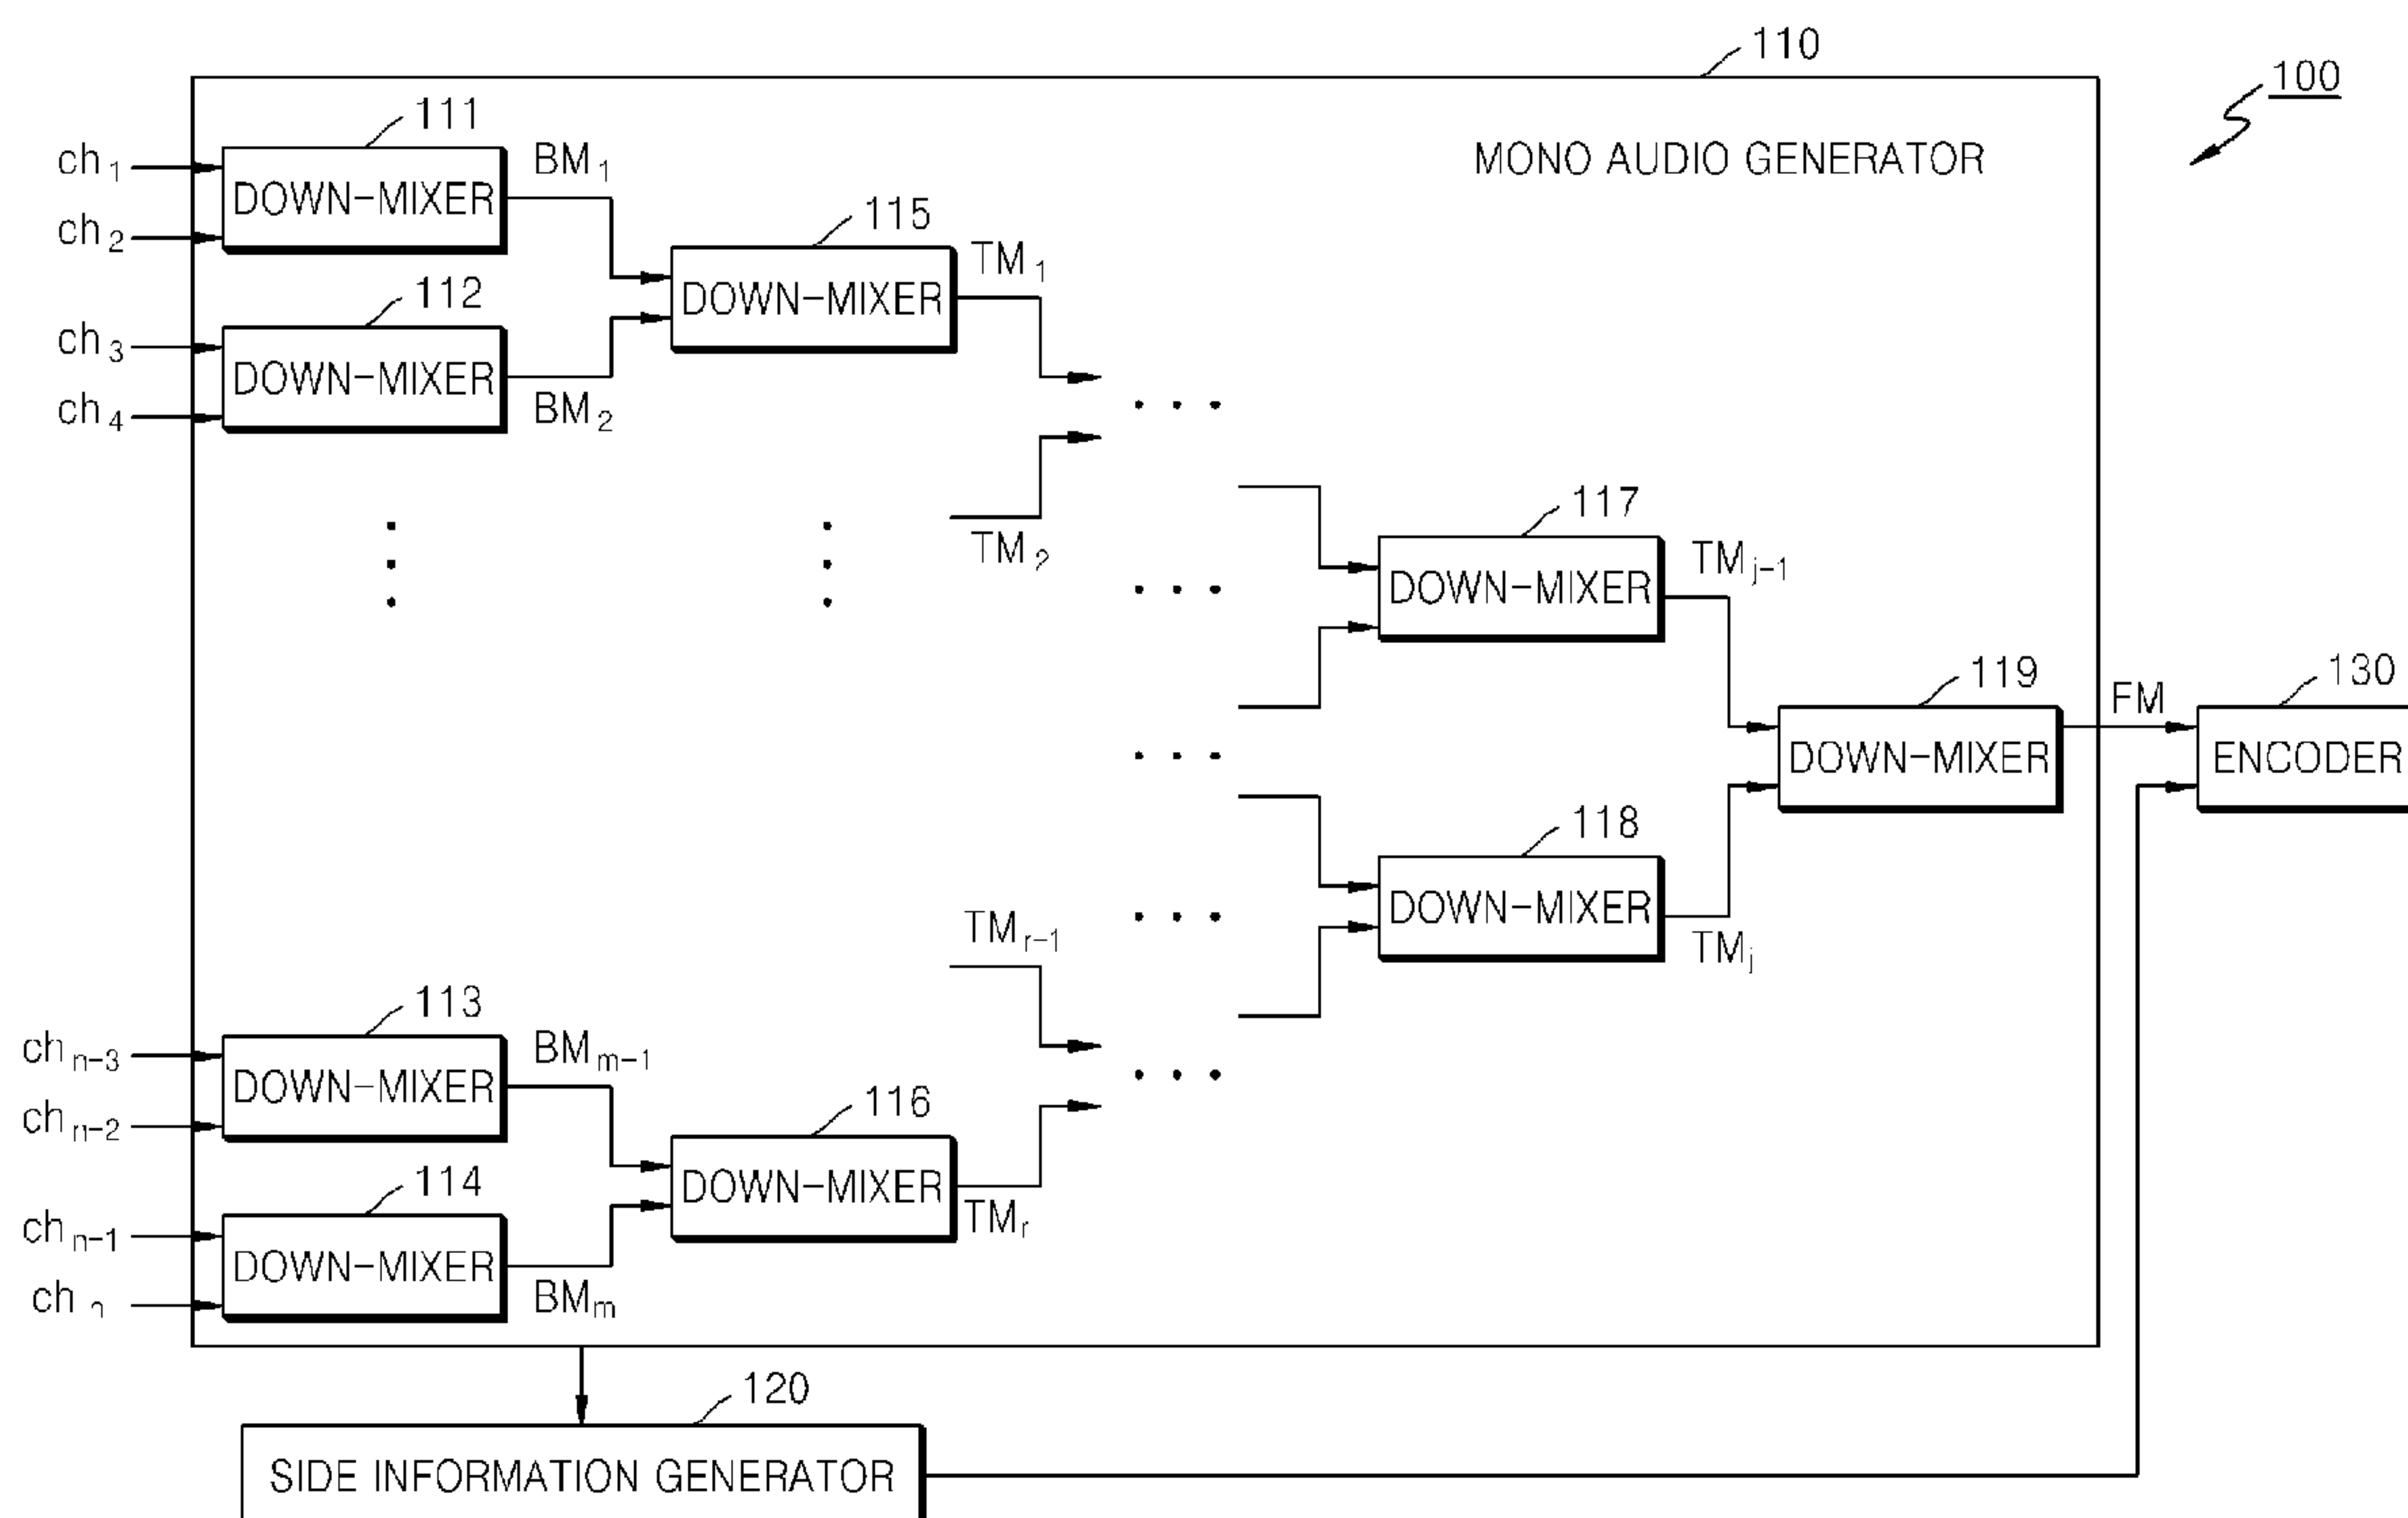 110
100
MONO AUDIO GENERATOR
111
ch1
ch2
DOWN-MIXER
BM1
112
ch3
ch4
DOWN-MIXER
BM2
115
DOWN-MIXER
TM1
TM2
117
DOWN-MIXER
TMj-1
118
DOWN-MIXER
TMj
119
DOWN-MIXER
FM
130
ENCODER
TMr-1
113
chn-3
chn-2
DOWN-MIXER
BMm-1
114
chn-1
chn
DOWN-MIXER
BMm
116
DOWN-MIXER
TMr
120
SIDE INFORMATION GENERATOR